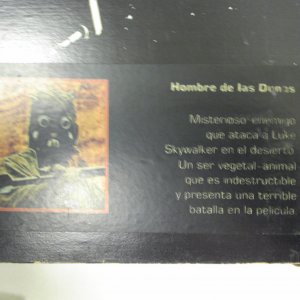 Hombre de las Dunas
Misterioso enemigo
que ataca a Luke
Skywalker en el desierto
Un ser vegetal-animal
que es indestructible
y presenta una terrible
batalla en la película